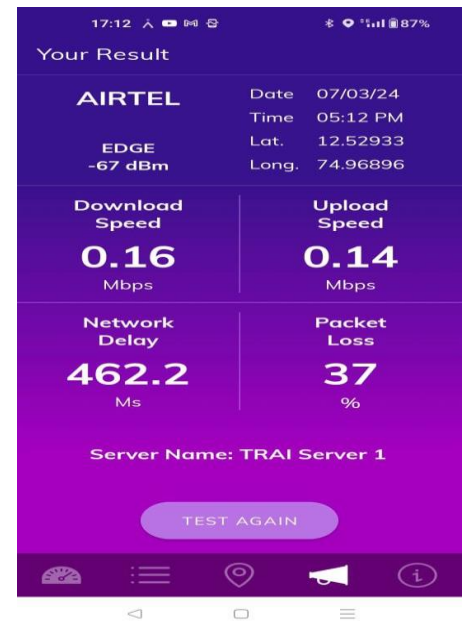 17:12 87%
Your Result
AIRTEL
EDGE
-67 dBm
Date 07/03/24
Time 05:12 PM
Lat. 12.52933
Long. 74.96896
Download
Speed
0.16
Mbps
Upload
Speed
0.14
Mbps
Network
Delay
462.2
Ms
Packet
Loss
37
%
Server Name: TRAI Server 1
TEST AGAIN